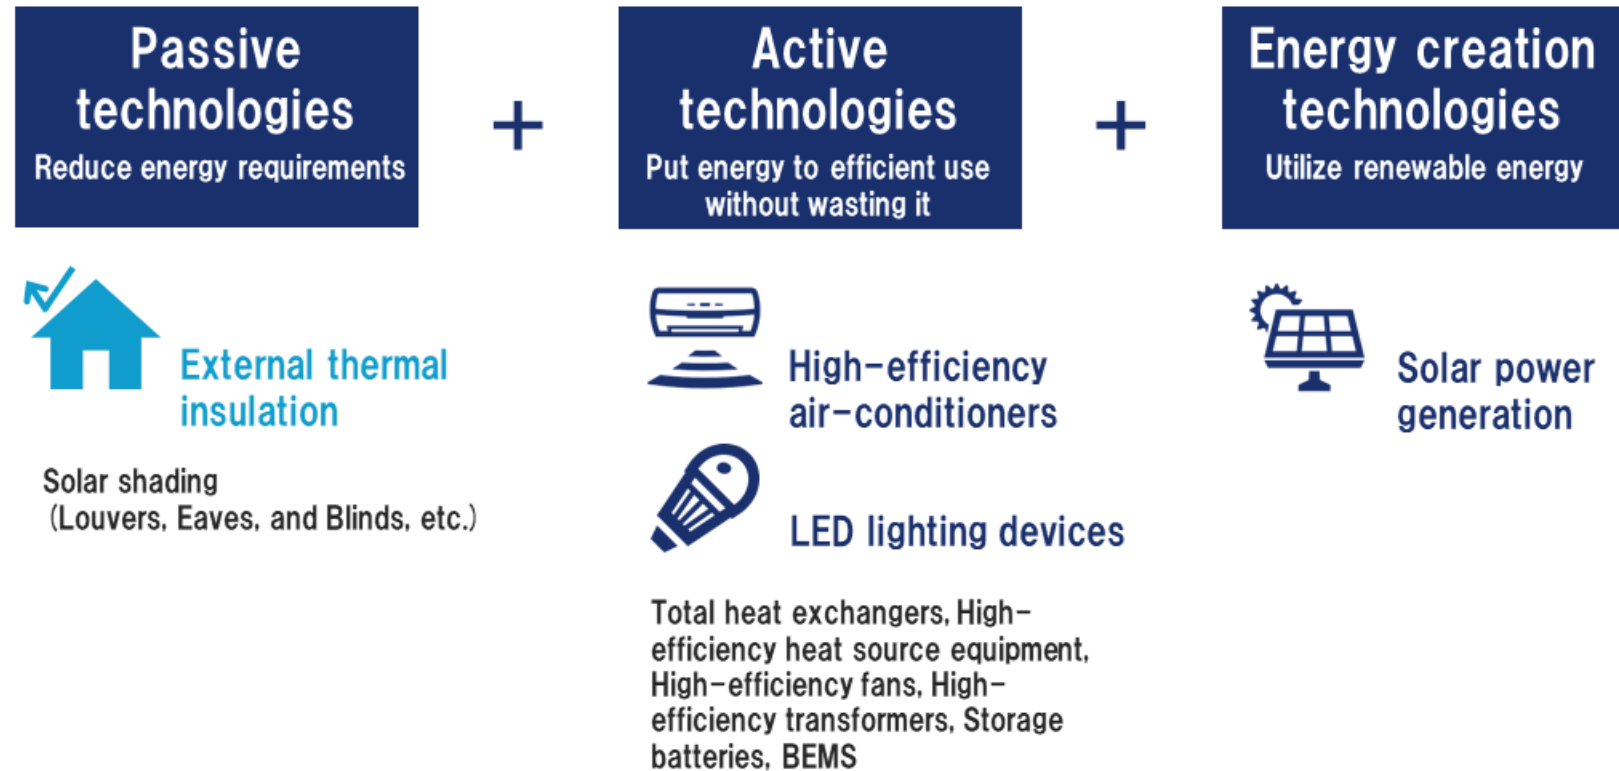 Passive
technologies
Reduce energy requirements
+
Active
technologies
Put energy to efficient use
without wasting it
+
Energy creation
technologies
Utilize renewable energy
External thermal
insulation
Solar shading
(Louvers, Eaves, and Blinds, etc.)
High-efficiency
air-conditioners
LED lighting devices
Total heat exchangers, High-
efficiency heat source equipment,
High-efficiency fans, High-
efficiency transformers, Storage
batteries, BEMS
Solar power
generation